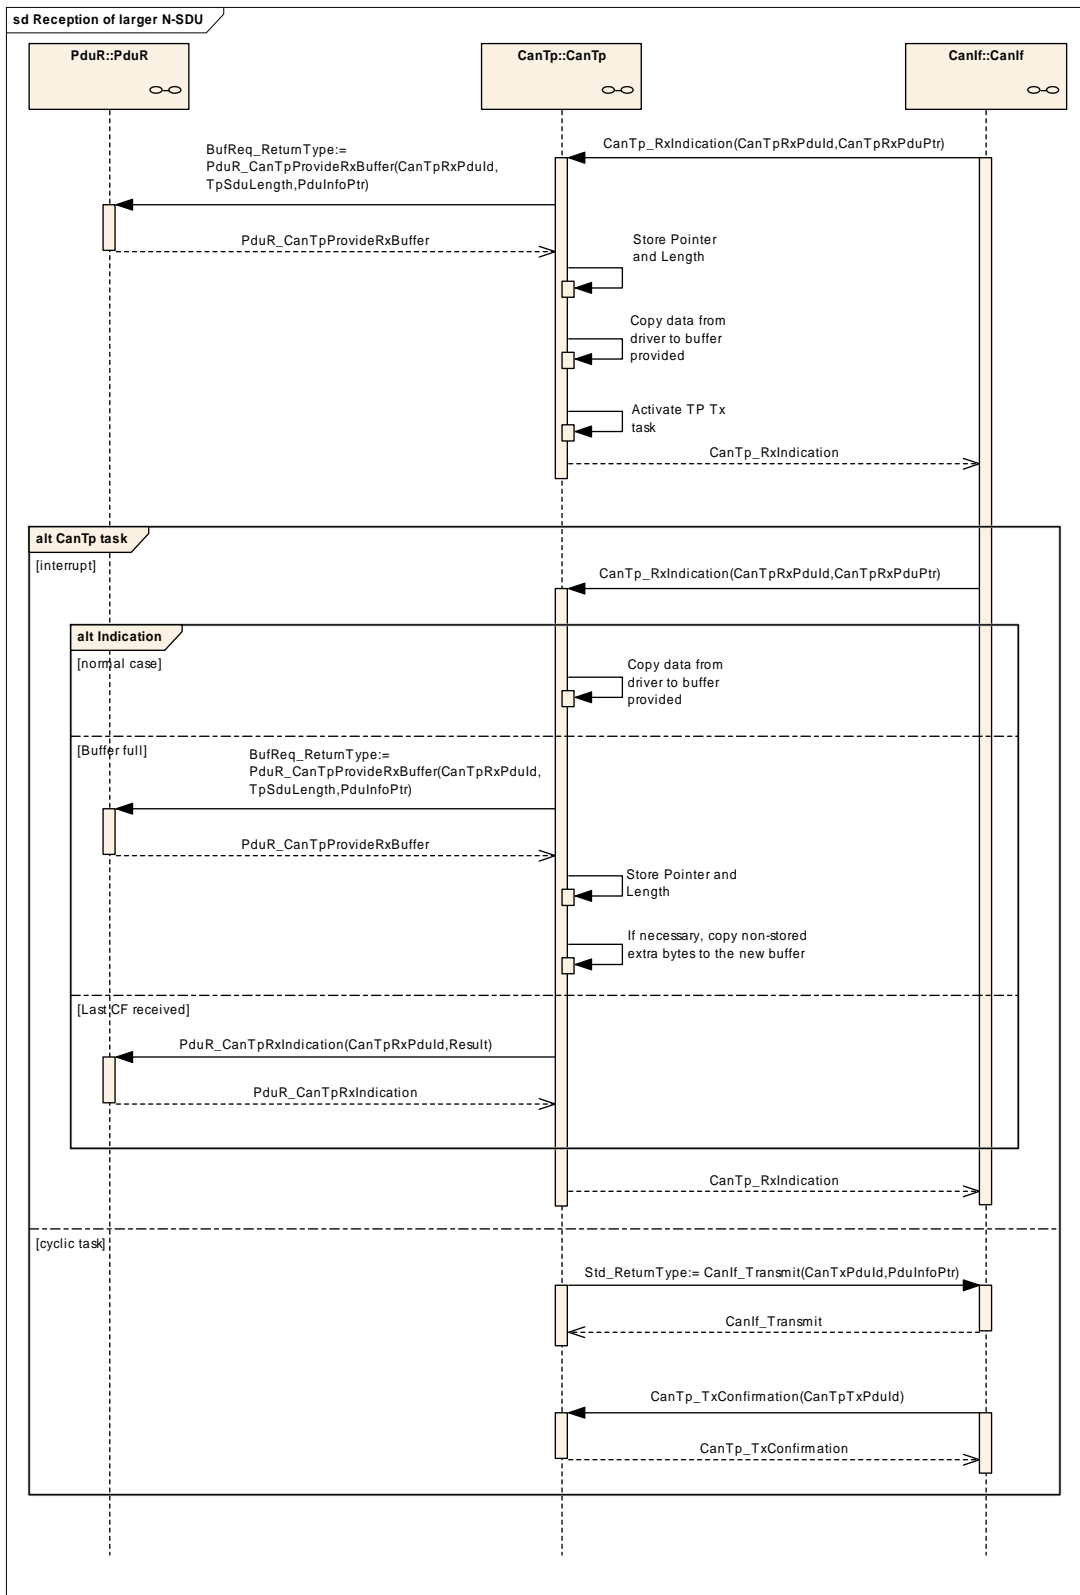 sd Reception of larger N-SDU
PduR::PduR
CanTp::CanTp
CanIf::CanIf
CanTp_RxIndication(CanTpRxPduId,CanTpRxPduPtr)
BufReq_ReturnType:=
PduR_CanTpProvideRxBuffer(CanTpRxPduId,
TpSduLength,PduInfoPtr)
PduR_CanTpProvideRxBuffer
Store Pointer
and Length
Copy data from
driver to buffer
provided
Activate TP Tx
task
CanTp_RxIndication
alt CanTp task
[interrupt]
CanTp_RxIndication(CanTpRxPduId,CanTpRxPduPtr)
alt Indication
[normal case]
Copy data from
driver to buffer
provided
[Buffer full]
BufReq_ReturnType:=
PduR_CanTpProvideRxBuffer(CanTpRxPduId,
TpSduLength,PduInfoPtr)
PduR_CanTpProvideRxBuffer
Store Pointer and
Length
If necessary, copy non-stored
extra bytes to the new buffer
[Last CF received]
PduR_CanTpRxIndication(CanTpRxPduId,Result)
PduR_CanTpRxIndication
CanTp_RxIndication
[cyclic task]
Std_ReturnType:= CanIf_Transmit(CanTxPduId,PduInfoPtr)
CanIf_Transmit
CanTp_TxConfirmation(CanTpTxPduId)
CanTp_TxConfirmation